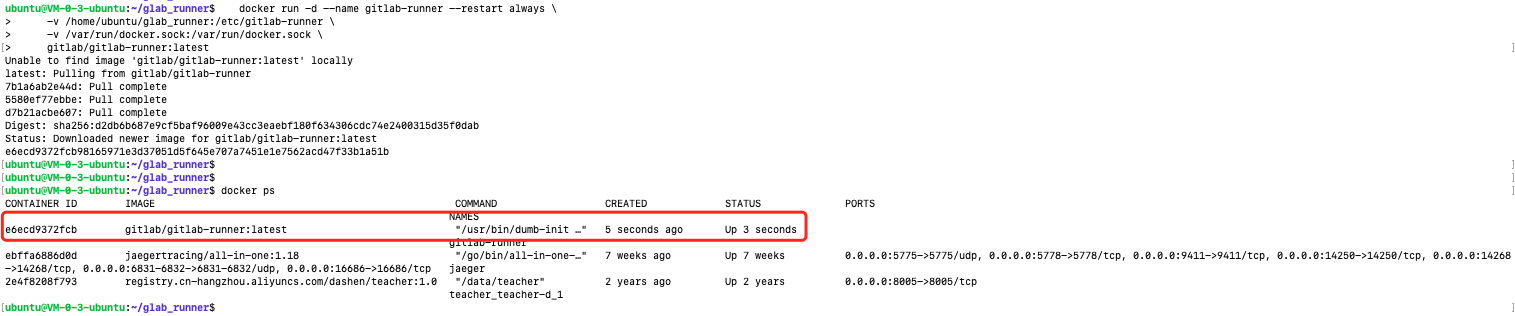 ubuntu@VM-0-3-ubuntu:~/glab_runner$    docker run -d --name gitlab-runner --restart always \
>      -v /home/ubuntu/glab_runner:/etc/gitlab-runner \
>      -v /var/run/docker.sock:/var/run/docker.sock \
[>      gitlab/gitlab-runner:latest ]
Unable to find image 'gitlab/gitlab-runner:latest' locally
latest: Pulling from gitlab/gitlab-runner
7b1a6ab2e44d: Pull complete
5580ef77ebbe: Pull complete
d7b21acbe607: Pull complete
Digest: sha256:d2db6b687e9cf5baf96009e43cc3eaebf180f634306cdc74e2400315d35f0dab
Status: Downloaded newer image for gitlab/gitlab-runner:latest
e6ecd9372fcb98165971e3d37051d5f645e707a7451e1e7562acd47f33b1a51b
[ubuntu@VM-0-3-ubuntu:~/glab_runner$ ]
[ubuntu@VM-0-3-ubuntu:~/glab_runner$ ]
[ubuntu@VM-0-3-ubuntu:~/glab_runner$ docker ps ]
CONTAINER ID        IMAGE        COMMAND        CREATED        STATUS        PORTS
NAMES
e6ecd9372fcb        gitlab/gitlab-runner:latest        "/usr/bin/dumb-init …"   5 seconds ago        Up 3 seconds
gitlab-runner
ebffa6886d0d        jaegertracing/all-in-one:1.18        "/go/bin/all-in-one-…"   7 weeks ago        Up 7 weeks        0.0.0.0:5775->5775/udp, 0.0.0.0:5778->5778/tcp, 0.0.0.0:9411->9411/tcp, 0.0.0.0:14250->14250/tcp, 0.0.0.0:14268
->14268/tcp, 0.0.0.0:6831-6832->6831-6832/udp, 0.0.0.0:16686->16686/tcp   jaeger
2e4f8208f793        registry.cn-hangzhou.aliyuncs.com/dashen/teacher:1.0   "/data/teacher"        2 years ago        Up 2 years        0.0.0.0:8005->8005/tcp
teacher_teacher-d_1
[ubuntu@VM-0-3-ubuntu:~/glab_runner$ ]